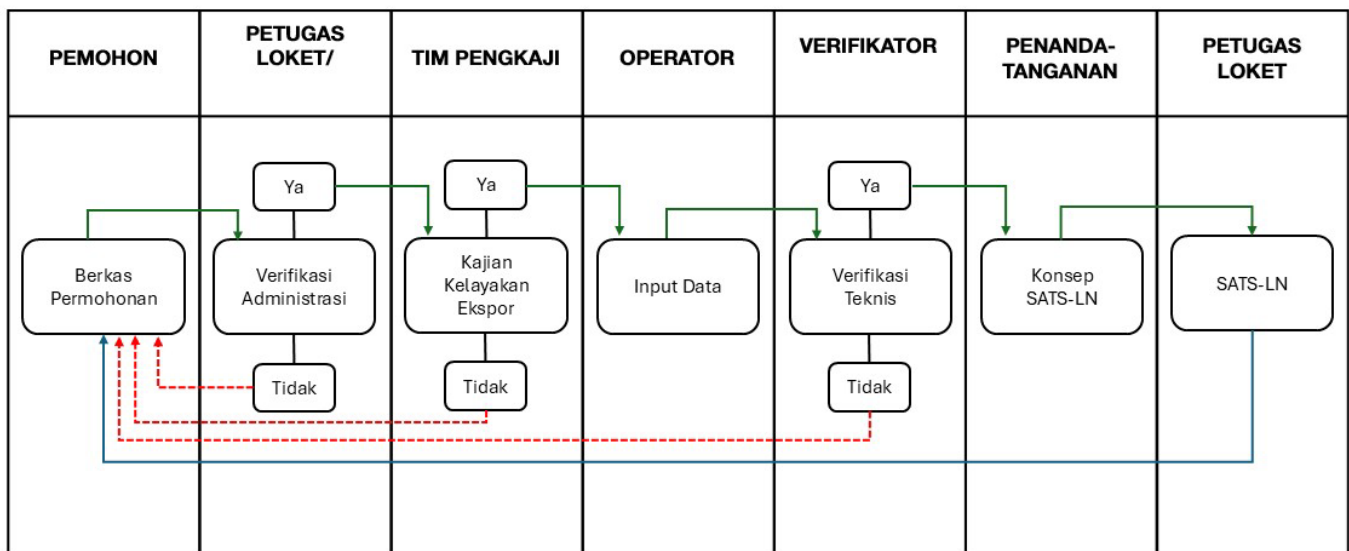 PEMOHON
PETUGAS
LOKET/
TIM PENGKAJI
OPERATOR
VERIFIKATOR
PENANDA-
TANGANAN
PETUGAS
LOKET
Ya
Ya
Ya
Berkas
Permohonan
Verifikasi
Administrasi
Kajian
Kelayakan
Ekspor
Input Data
Verifikasi
Teknis
Konsep
SATS-LN
SATS-LN
Tidak
Tidak
Tidak